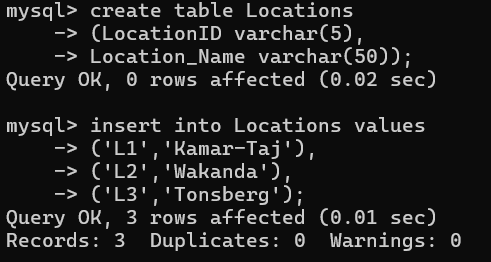 mysql> create table Locations
    -> (LocationID varchar(5),
    -> Location_Name varchar(50));
Query OK, 0 rows affected (0.02 sec)

mysql> insert into Locations values
    -> ('L1','Kamar-Taj'),
    -> ('L2','Wakanda'),
    -> ('L3','Tonsberg');
Query OK, 3 rows affected (0.01 sec)
Records: 3  Duplicates: 0  Warnings: 0